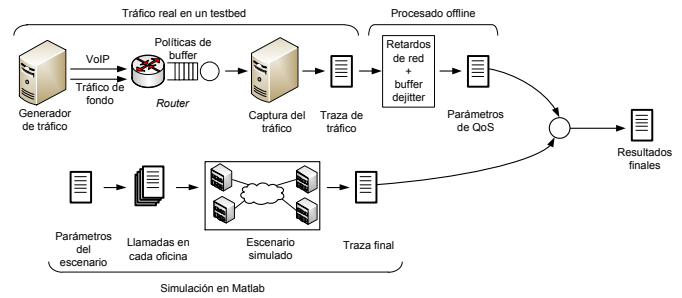 Tráfico real en un testbed
Procesado offline
VoIP
Tráfico de
fondo
Generador
de tráfico
Políticas de
buffer
Router
Captura del
tráfico
Traza de
tráfico
Retardos
de red
+
buffer
dejitter
Parámetros
de QoS
Resultados
finales
Parámetros
del
escenario
Llamadas en
cada oficina
Escenario
simulado
Traza final
Simulación en Matlab